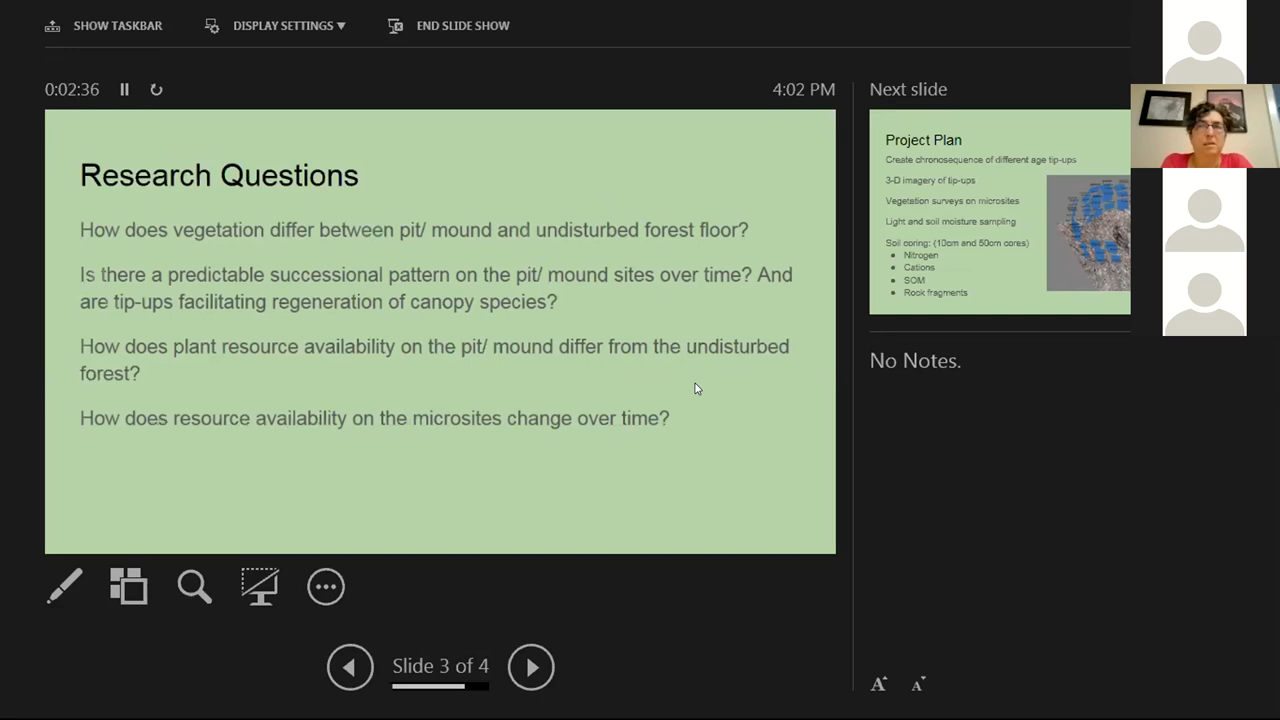 SHOW TASKBAR
DISPLAY SETTINGS ▼
END SLIDE SHOW
0:02:36
4:02 PM
Research Questions
How does vegetation differ between pit/ mound and undisturbed forest floor?
Is there a predictable successional pattern on the pit/ mound sites over time? And
are tip-ups facilitating regeneration of canopy species?
How does plant resource availability on the pit/ mound differ from the undisturbed
forest?
How does resource availability on the microsites change over time?
Slide 3 of 4
Next slide
Project Plan
Create chronosequence of different age tip-ups
3-D imagery of tip-ups
Vegetation surveys on microsites
Light and soil moisture sampling
Soil coring: (10cm and 50cm cores)
● Nitrogen
● Cations
● SOM
● Rock fragments
No Notes.
A A